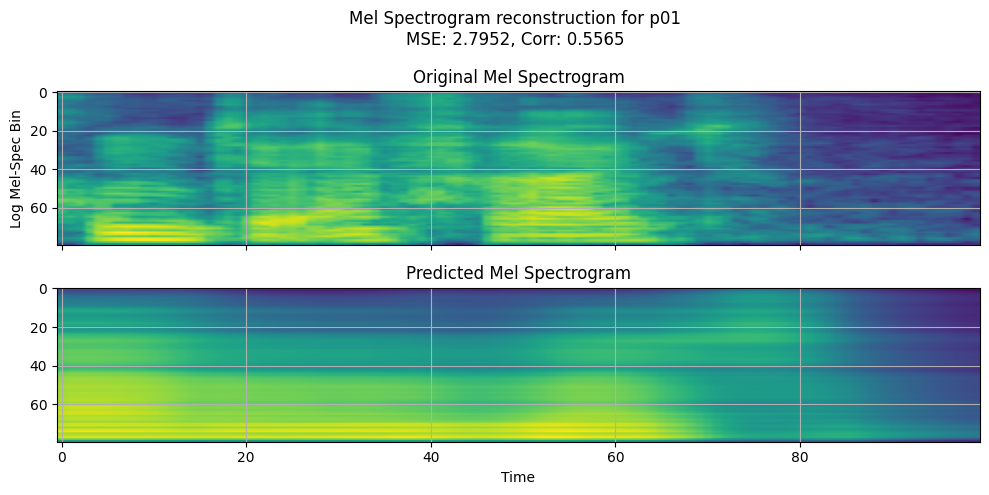 Mel Spectrogram reconstruction for p01
MSE: 2.7952, Corr: 0.5565
Original Mel Spectrogram
Log Mel-Spec Bin
0
20
40
60
Predicted Mel Spectrogram
0
20
40
60
0 20 40 60 80
Time